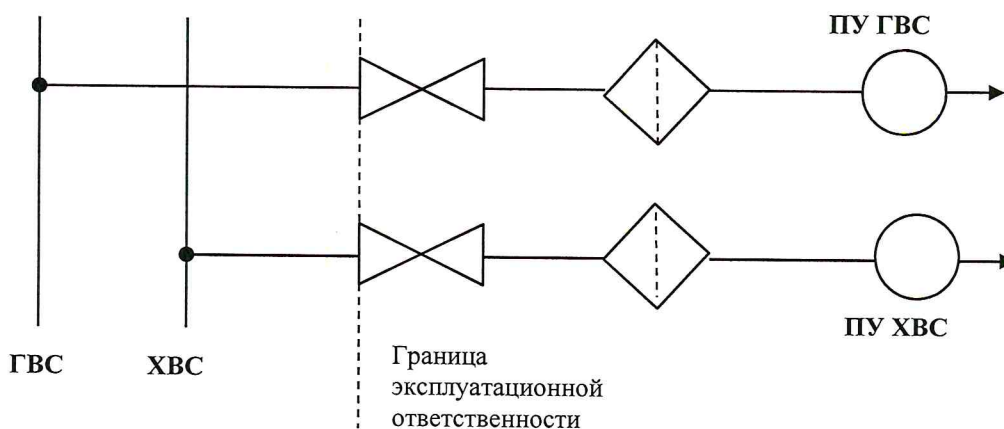 ПУ ГВС
ПУ ХВС
ГВС
ХВС
Граница
эксплуатационной
ответственности